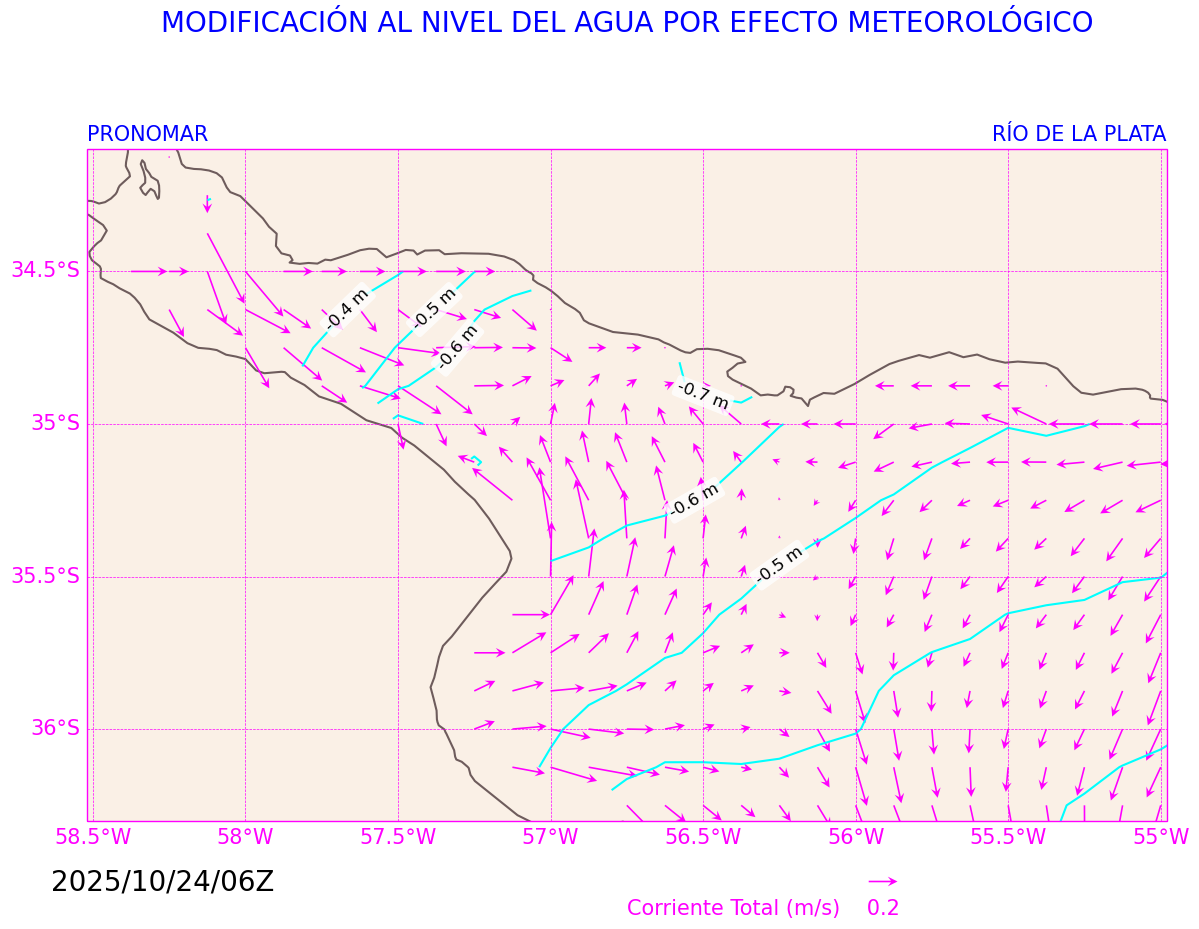 MODIFICACIÓN AL NIVEL DEL AGUA POR EFECTO METEOROLÓGICO
PRONOMAR RÍO DE LA PLATA
34.5°S
-0.4 m -0.5 m
-0.6 m
-0.7 m
35°S
-0.6 m
-0.5 m
35.5°S
36°S
58.5°W 58°W 57.5°W 57°W 56.5°W 56°W 55.5°W 55°W
2025/10/24/06Z
Corriente Total (m/s) 0.2